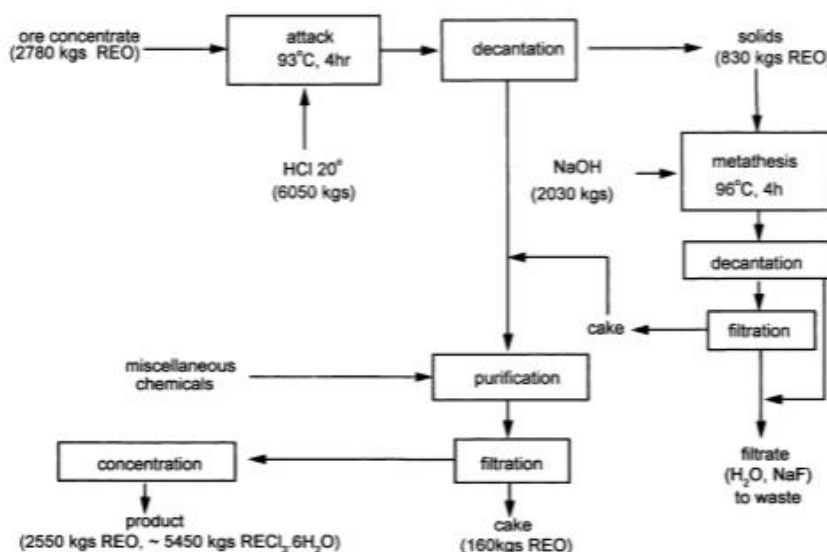 ore concentrate
(2780 kgs REO)
attack
93°C, 4hr
decantation
solids
(830 kgs REO)
HCl 20°
(6050 kgs)
NaOH
(2030 kgs)
metathesis
96°C, 4h
decantation
cake
filtration
miscellaneous
chemicals
purification
filtrate
(H₂O, NaF)
to waste
concentration
filtration
product
(2550 kgs REO, ~ 5450 kgs RECl₃.6H₂O)
cake
(160kgs REO)